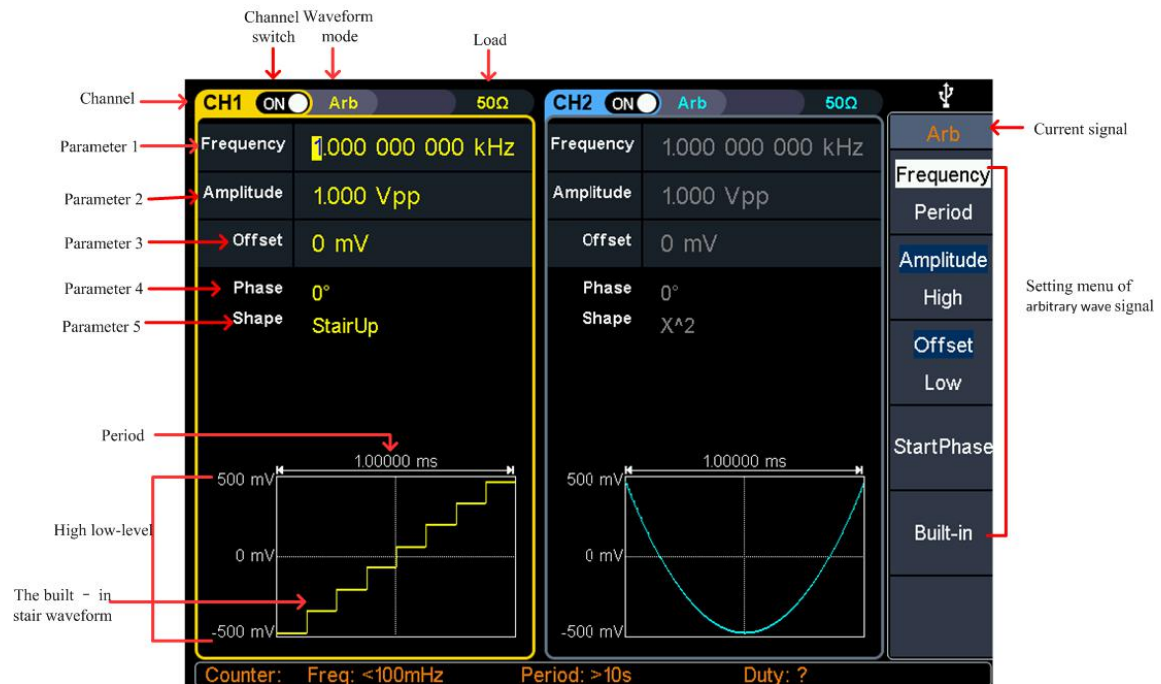 Channel Waveform
switch mode
Load
Channel
CH1 ON Arb 50Ω
CH2 ON Arb 50Ω
Arb
Current signal
Parameter 1
Frequency 1.000 000 000 kHz
Frequency 1.000 000 000 kHz
Frequency
Period
Parameter 2
Amplitude 1.000 Vpp
Amplitude 1.000 Vpp
Parameter 3
Offset 0 mV
Offset 0 mV
Amplitude
High
Parameter 4
Phase 0°
Phase 0°
Setting menu of
arbitrary wave signal
Parameter 5
Shape StairUp
Shape X^2
Offset
Low
StartPhase
Built-in
Period
1.00000 ms
1.00000 ms
500 mV
500 mV
High low-level
0 mV
0 mV
The built - in
stair waveform
-500 mV
-500 mV
Counter: Freq: <100mHz Period: >10s Duty: ?